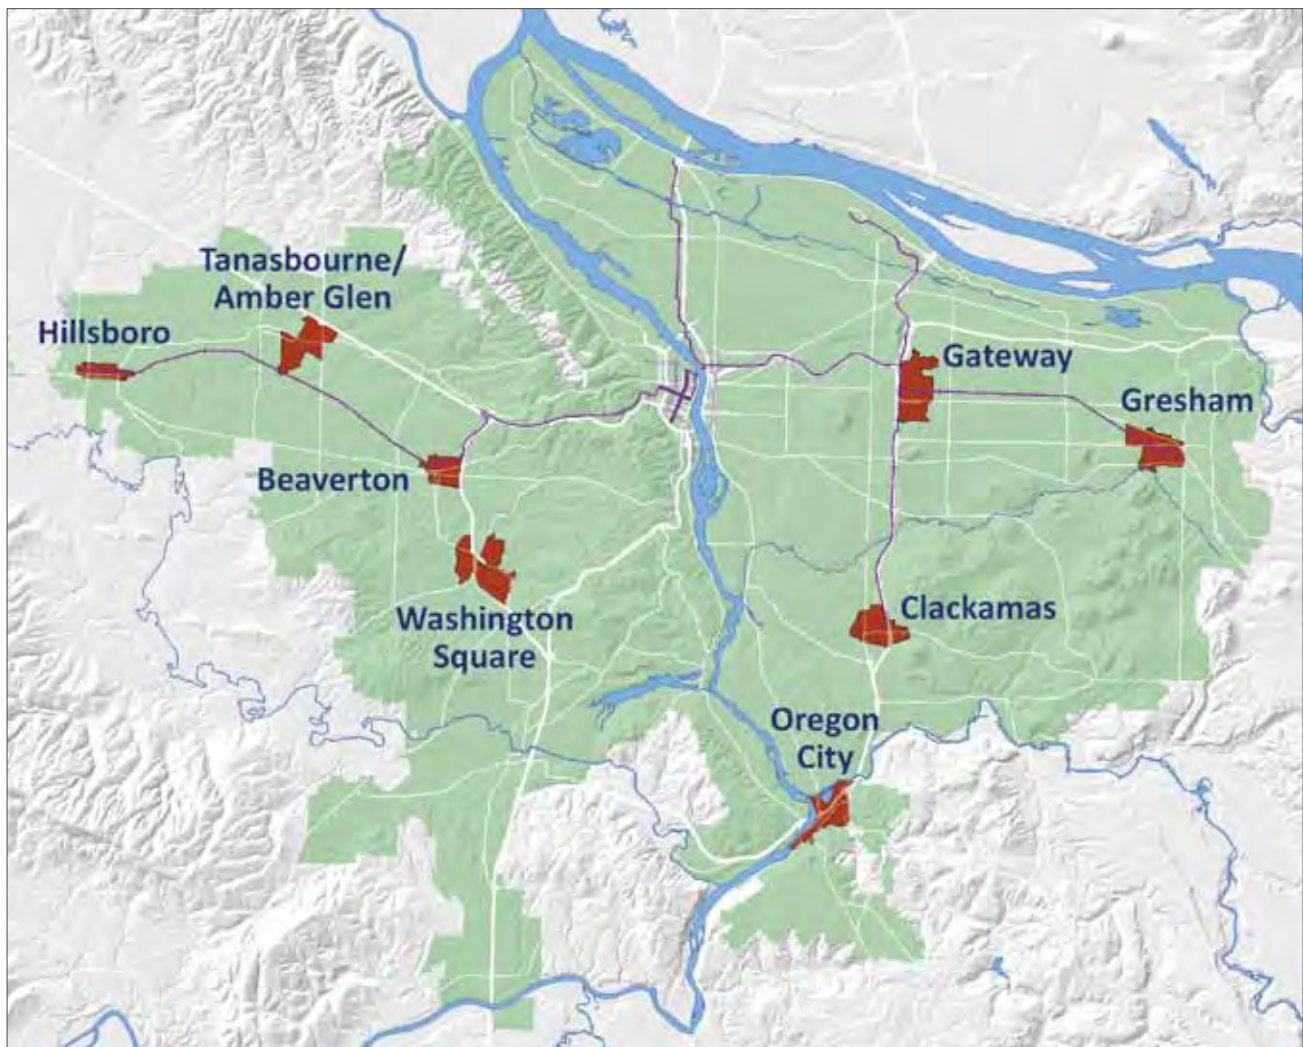 Tanasbourne/
Amber Glen
Hillsboro
Gateway
Gresham
Beaverton
Washington
Square
Clackamas
Oregon
City